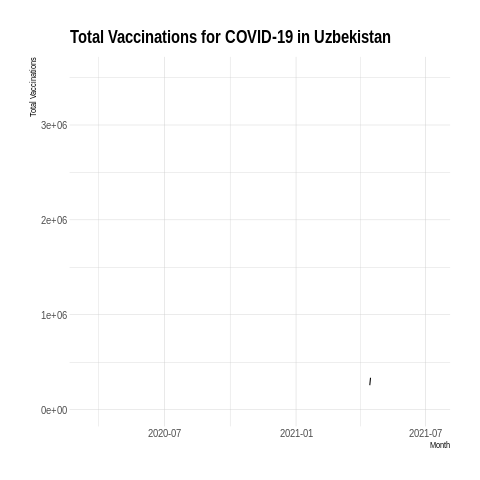 Total Vaccinations for COVID-19 in Uzbekistan
Total Vaccinations
3e+06
2e+06
1e+06
0e+00
2020-07 2021-01 2021-07
Month